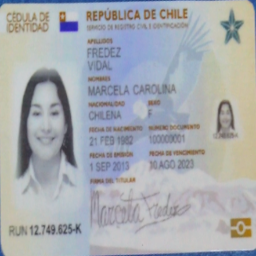 CÉDULA DE
IDENTIDAD
REPÚBLICA DE CHILE
SERVICIO DE REGISTRO CIVIL E IDENTIFICACIÓN
APELLIDOS
FREDEZ
VIDAL
NOMBRES
MARCELA CAROLINA
NACIONALIDAD SEXO
CHILENA F
FECHA DE NACIMIENTO NÚMERO DOCUMENTO
21 FEB 1982 100000001
FECHA DE EMISIÓN FECHA DE VENCIMIENTO
1 SEP 2013 30 AGO 2023
FIRMA DEL TITULAR
Marcela Fredez
RUN 12.749.625-K